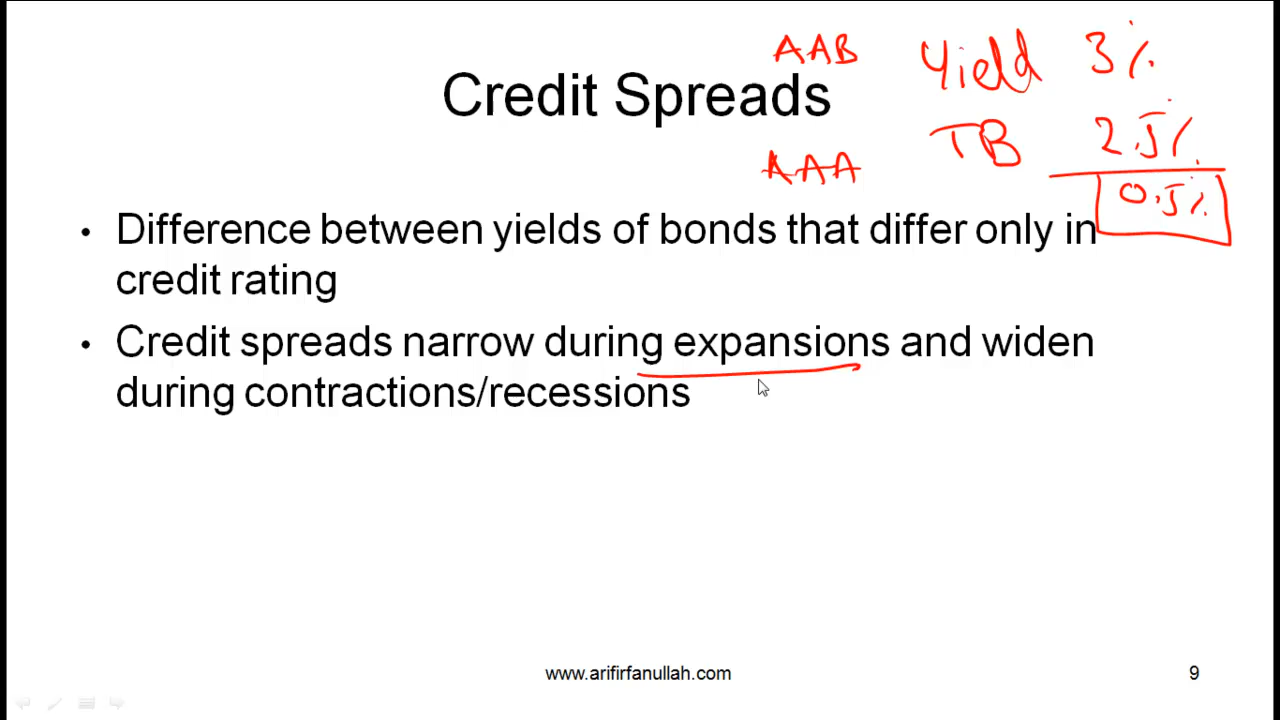 AAB Yield 3%
Credit Spreads
AAA TB 2.5%
0.5%
• Difference between yields of bonds that differ only in
credit rating
• Credit spreads narrow during expansions and widen
during contractions/recessions
www.arifirfanullah.com 9